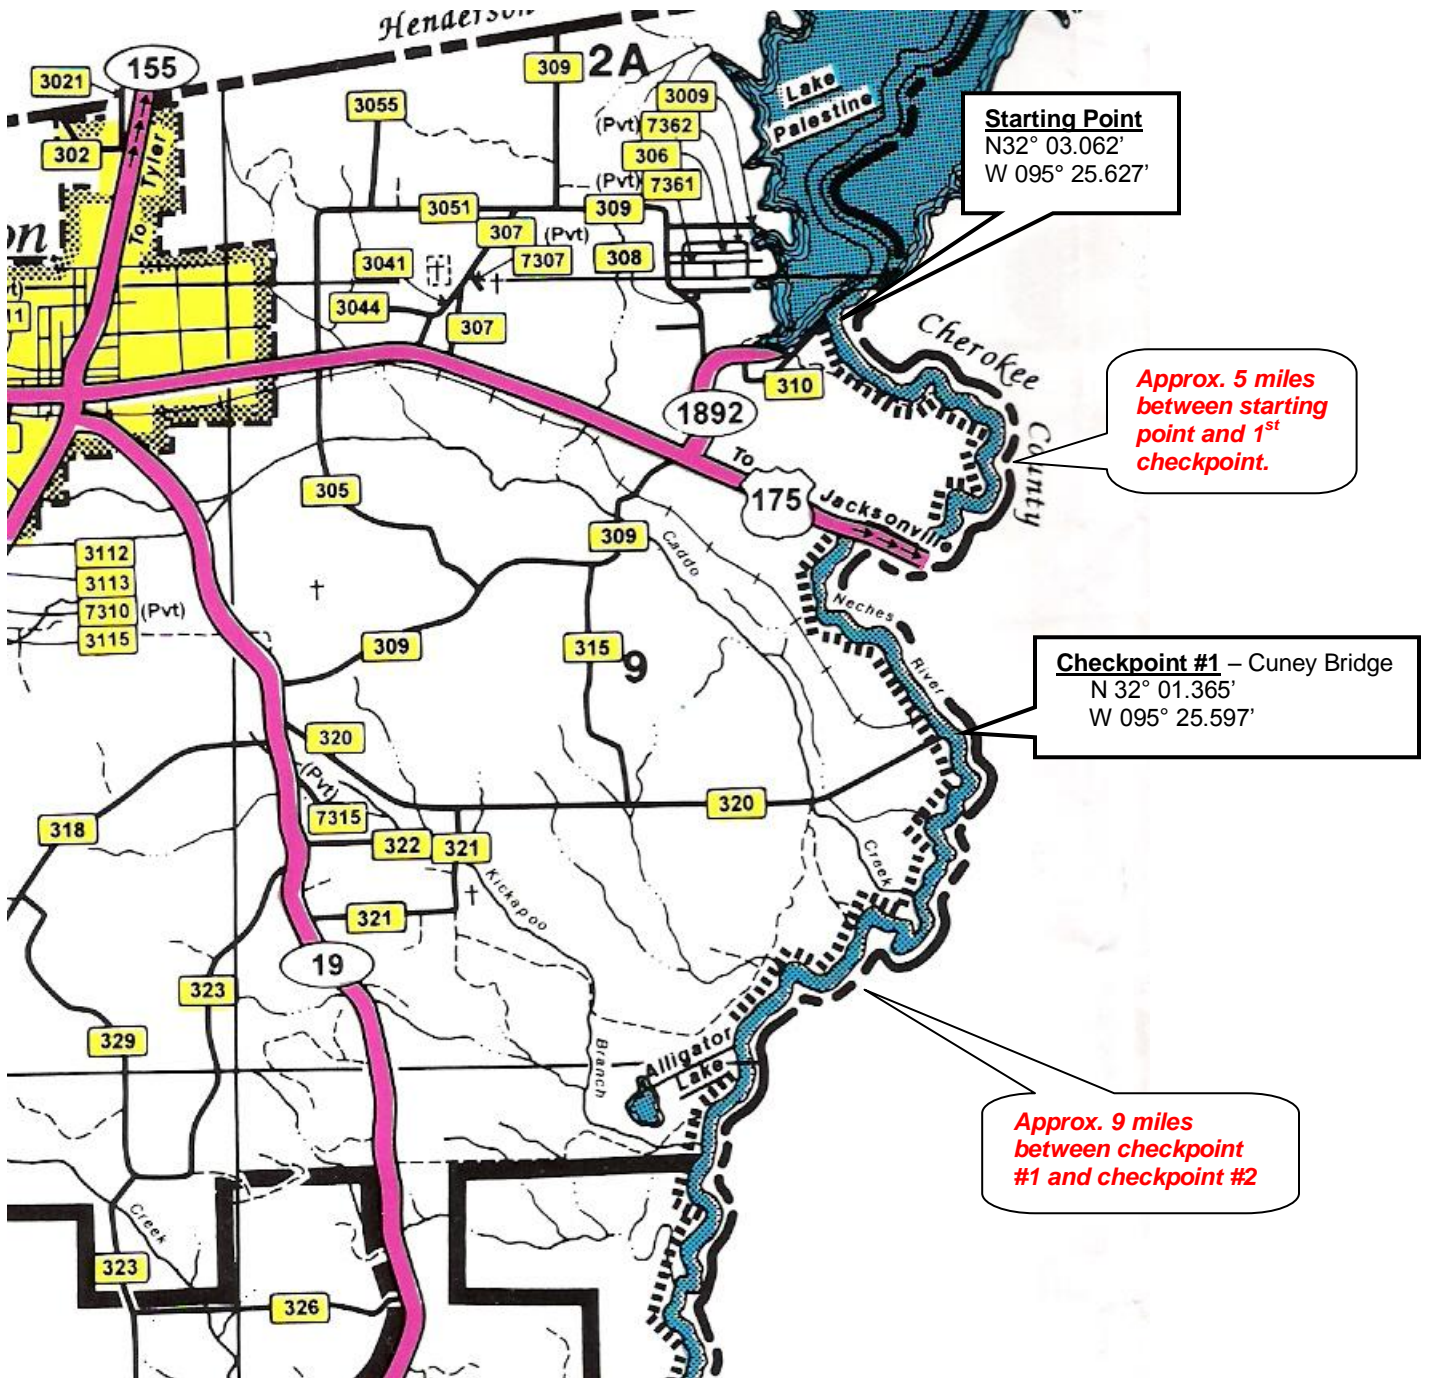 Henderson
155
3021
302
To Tyler
on
11
309
2A
3055
3009
(Pvt) 7362
306
(Pvt) 7361
Lake
Palestine
Starting Point
N32° 03.062’
W 095° 25.627’
3051
309
307
(Pvt)
7307
308
3041
3044
307
310
1892
Cherokee
County
Approx. 5 miles
between starting
point and 1st
checkpoint.
To
175
Jacksonville
305
309
Caddo
3112
3113
7310 (Pvt)
3115
309
315
9
Neches
River
Checkpoint #1 – Cuney Bridge
N 32° 01.365’
W 095° 25.597’
320
(Pvt)
7315
320
318
322
321
Creek
Kickapoo
321
19
323
329
Branch
Alligator
Lake
Approx. 9 miles
between checkpoint
#1 and checkpoint #2
Creek
323
326